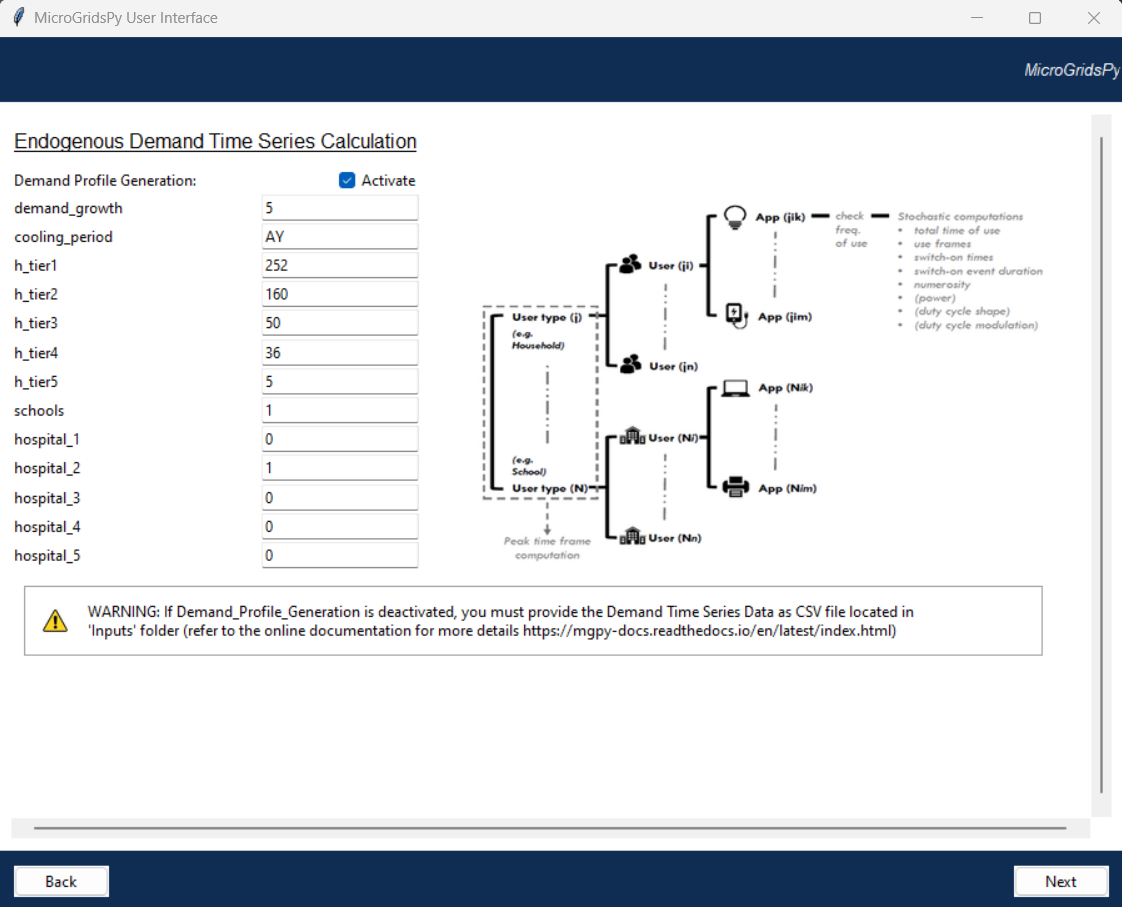 MicroGridsPy User Interface
MicroGridsPy
Endogenous Demand Time Series Calculation
Demand Profile Generation: Activate
demand_growth 5
cooling_period AY
h_tier1 252
h_tier2 160
h_tier3 50
h_tier4 36
h_tier5 5
schools 1
hospital_1 0
hospital_2 1
hospital_3 0
hospital_4 0
hospital_5 0
User type (j)
(e.g.
Household)
(e.g.
School)
User type (N)
Peak time frame
computation
User (ji)
User (jn)
User (Ni)
User (Nn)
App (jik)
App (jim)
App (Nik)
App (Nim)
check
freq.
of use
Stochastic computations
• total time of use
• use frames
• switch-on times
• switch-on event duration
• numerosity
• (power)
• (duty cycle shape)
• (duty cycle modulation)
WARNING: If Demand_Profile_Generation is deactivated, you must provide the Demand Time Series Data as CSV file located in
'Inputs' folder (refer to the online documentation for more details https://mgpy-docs.readthedocs.io/en/latest/index.html)
Back
Next